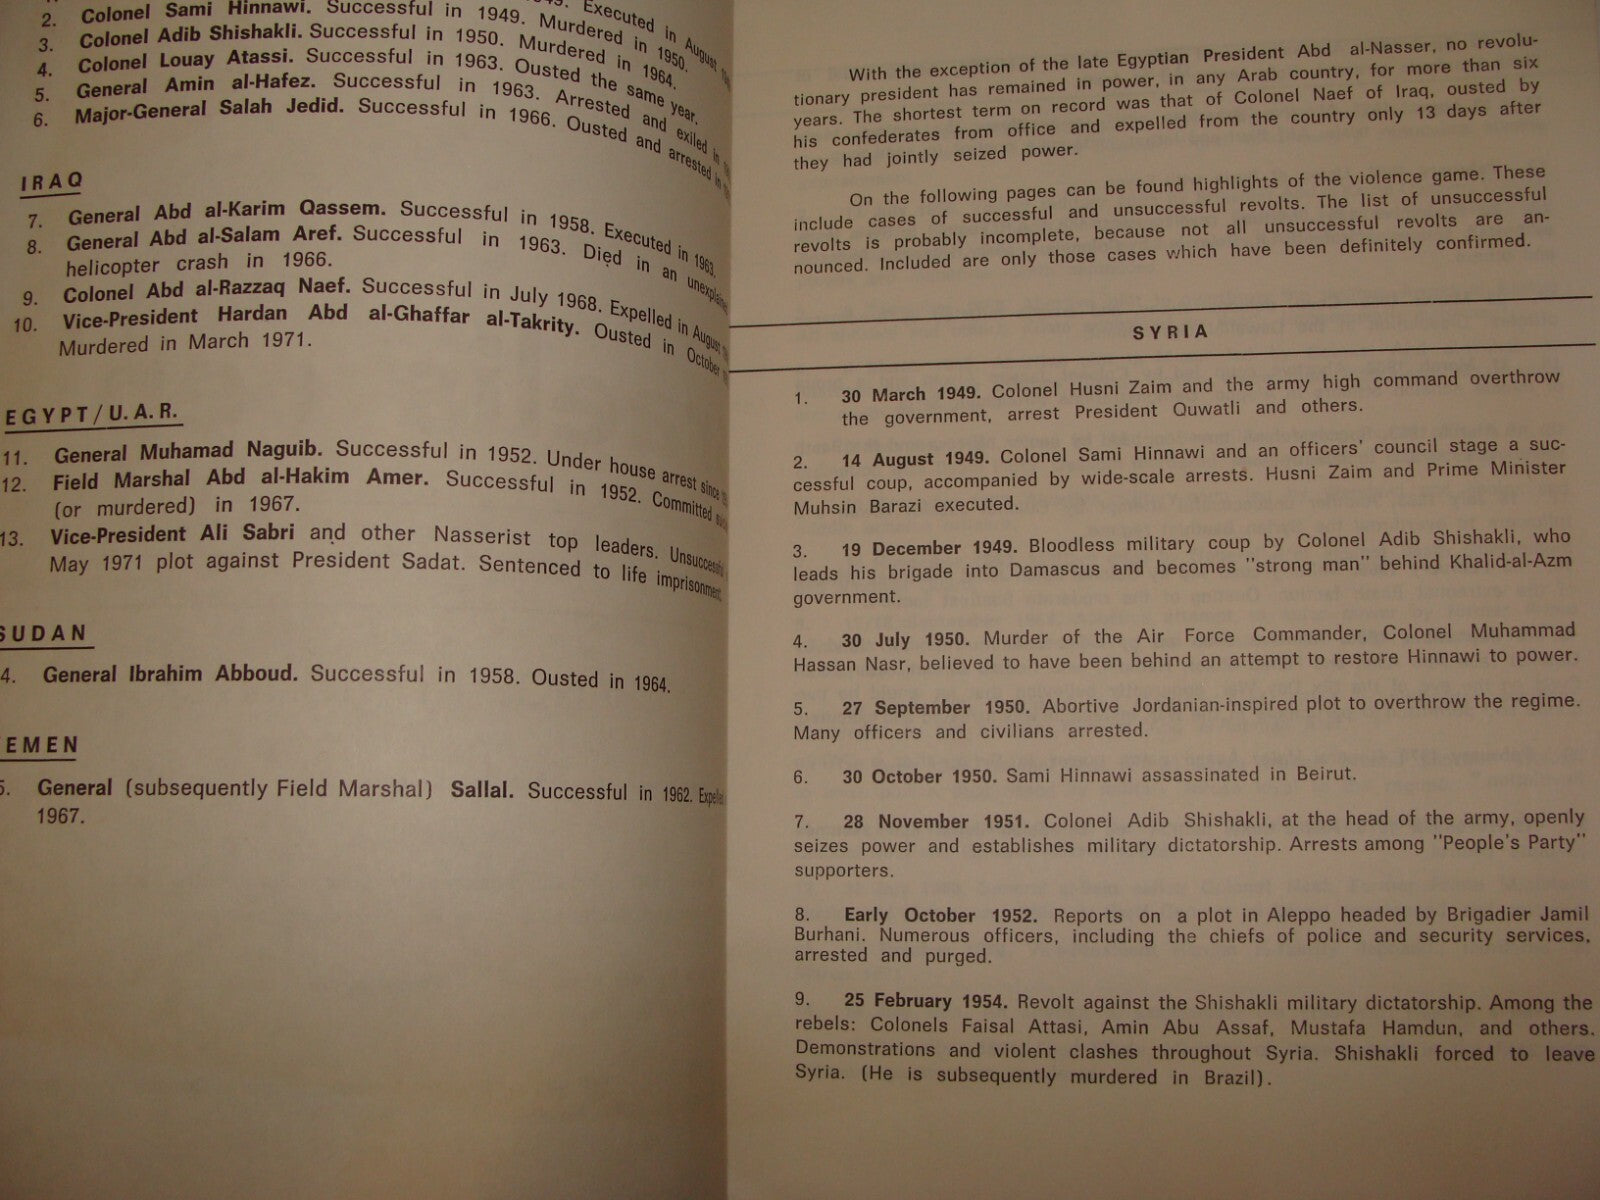 Executed in August
2. Colonel Sami Hinnawi. Successful in 1949. Murdered in 1950.
3. Colonel Adib Shishakli. Successful in 1950. Murdered in 1964.
4. Colonel Louay Atassi. Successful in 1963. Ousted the same year.
5. General Amin al-Hafez. Successful in 1963. Arrested and exiled in
6. Major-General Salah Jedid. Successful in 1966. Ousted and arrested in
IRAQ
7. General Abd al-Karim Qassem. Successful in 1958. Executed in 1963.
8. General Abd al-Salam Aref. Successful in 1963. Died in an unexplained
helicopter crash in 1966.
9. Colonel Abd al-Razzaq Naef. Successful in July 1968. Expelled in August
10. Vice-President Hardan Abd al-Ghaffar al-Takrity. Ousted in October
Murdered in March 1971.
EGYPT/U.A.R.
11. General Muhamad Naguib. Successful in 1952. Under house arrest since
12. Field Marshal Abd al-Hakim Amer. Successful in 1952. Committed
(or murdered) in 1967.
13. Vice-President Ali Sabri and other Nasserist top leaders. Unsuccessful
May 1971 plot against President Sadat. Sentenced to life imprisonment.
SUDAN
4. General Ibrahim Abboud. Successful in 1958. Ousted in 1964.
EMEN
5. General (subsequently Field Marshal) Sallal. Successful in 1962. Expelled
1967.
With the exception of the late Egyptian President Abd al-Nasser, no revolu-
tionary president has remained in power, in any Arab country, for more than six
years. The shortest term on record was that of Colonel Naef of Iraq, ousted by
his confederates from office and expelled from the country only 13 days after
they had jointly seized power.
On the following pages can be found highlights of the violence game. These
include cases of successful and unsuccessful revolts. The list of unsuccessful
revolts is probably incomplete, because not all unsuccessful revolts are an-
nounced. Included are only those cases which have been definitely confirmed.
SYRIA
1. 30 March 1949. Colonel Husni Zaim and the army high command overthrow
the government, arrest President Quwatli and others.
2. 14 August 1949. Colonel Sami Hinnawi and an officers' council stage a suc-
cessful coup, accompanied by wide-scale arrests. Husni Zaim and Prime Minister
Muhsin Barazi executed.
3. 19 December 1949. Bloodless military coup by Colonel Adib Shishakli, who
leads his brigade into Damascus and becomes "strong man" behind Khalid-al-Azm
government.
4. 30 July 1950. Murder of the Air Force Commander, Colonel Muhammad
Hassan Nasr, believed to have been behind an attempt to restore Hinnawi to power.
5. 27 September 1950. Abortive Jordanian-inspired plot to overthrow the regime.
Many officers and civilians arrested.
6. 30 October 1950. Sami Hinnawi assassinated in Beirut.
7. 28 November 1951. Colonel Adib Shishakli, at the head of the army, openly
seizes power and establishes military dictatorship. Arrests among "People's Party"
supporters.
8. Early October 1952. Reports on a plot in Aleppo headed by Brigadier Jamil
Burhani. Numerous officers, including the chiefs of police and security services,
arrested and purged.
9. 25 February 1954. Revolt against the Shishakli military dictatorship. Among the
rebels: Colonels Faisal Attasi, Amin Abu Assaf, Mustafa Hamdun, and others.
Demonstrations and violent clashes throughout Syria. Shishakli forced to leave
Syria. (He is subsequently murdered in Brazil).